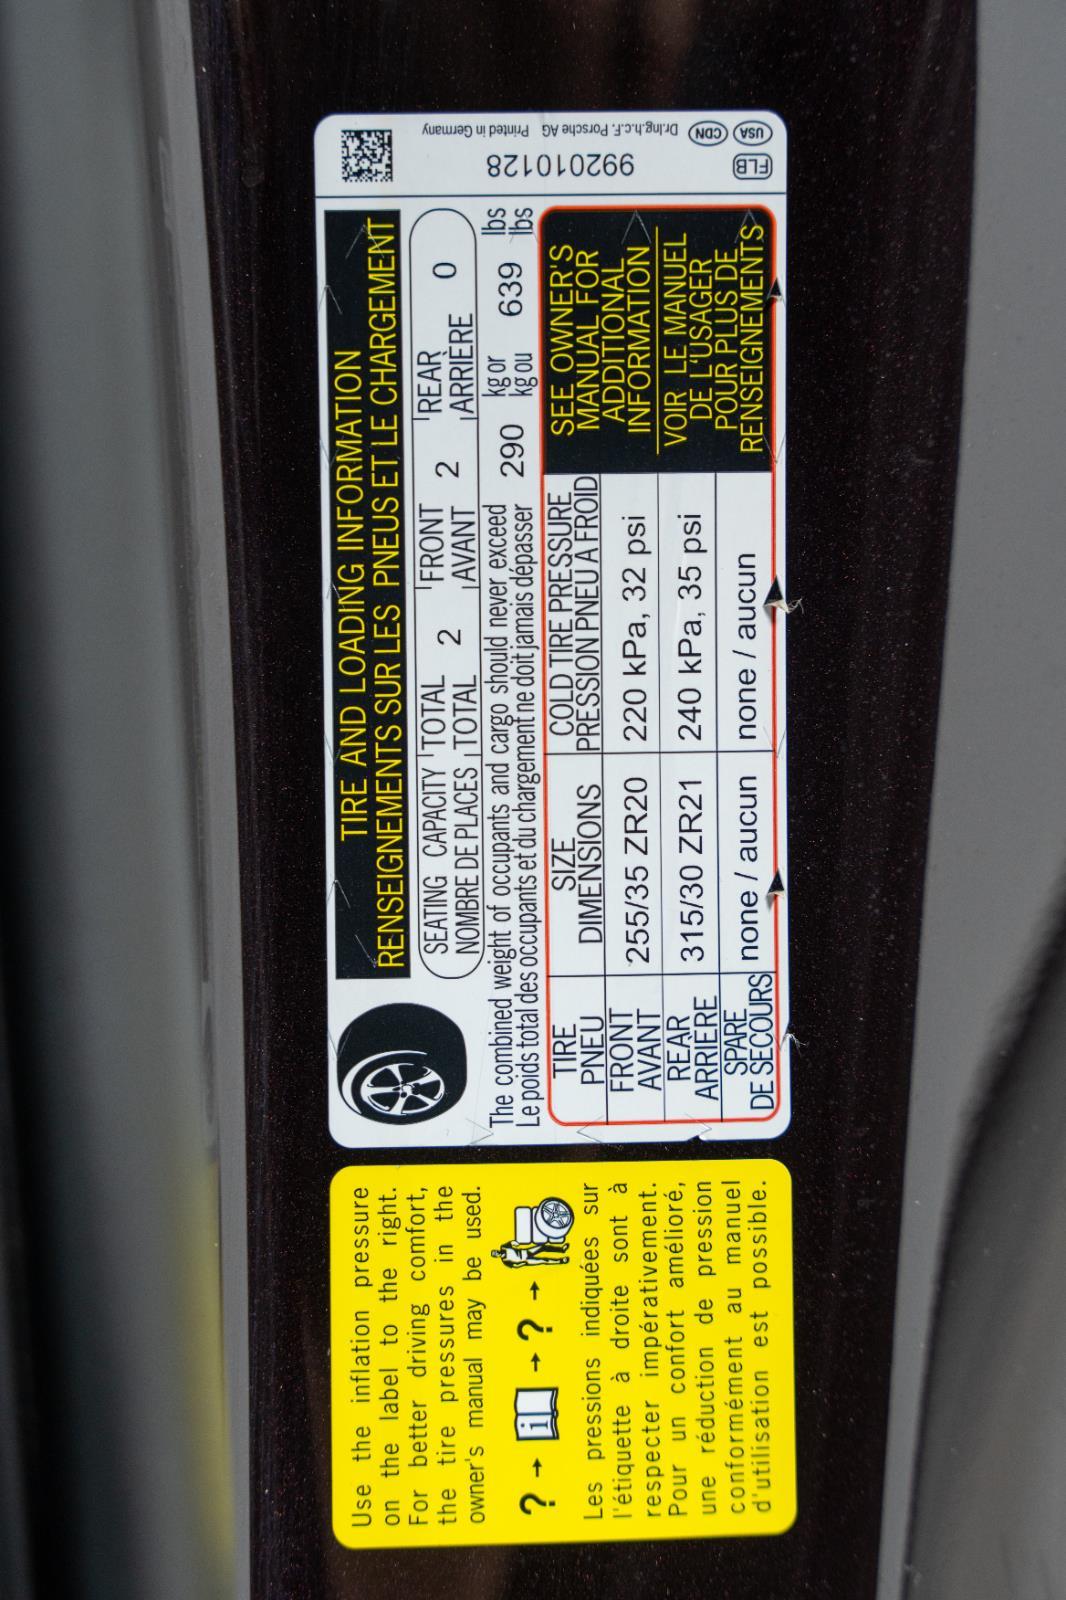 TIRE AND LOADING INFORMATION
RENSEIGNEMENTS SUR LES PNEUS ET LE CHARGEMENT
SEATING CAPACITY TOTAL 2 FRONT 2 REAR 0
NOMBRE DE PLACES TOTAL AVANT ARRIÈRE
The combined weight of occupants and cargo should never exceed 290 kg or 639 lbs
Le poids total des occupants et du chargement ne doit jamais dépasser kg ou lbs
TIRE SIZE COLD TIRE PRESSURE
PNEU DIMENSIONS PRESSION PNEU A FROID
FRONT 255/35 ZR20 220 kPa, 32 psi
AVANT
REAR 315/30 ZR21 240 kPa, 35 psi
ARRIERE
SPARE none / aucun none / aucun
DE SECOURS
SEE OWNER'S
MANUAL FOR
ADDITIONAL
INFORMATION
VOIR LE MANUEL
DE L'USAGER
POUR PLUS DE
RENSEIGNEMENTS
Dr.Ing.h.c.F. Porsche AG Printed in Germany
992010128
USA
CDN
FLB
Use the inflation pressure
on the label to the right.
For better driving comfort,
the tire pressures in the
owner's manual may be used.
? → i → ? →
Les pressions indiquées sur
l'étiquette à droite sont à
respecter impérativement.
Pour un confort amélioré,
une réduction de pression
conformément au manuel
d'utilisation est possible.